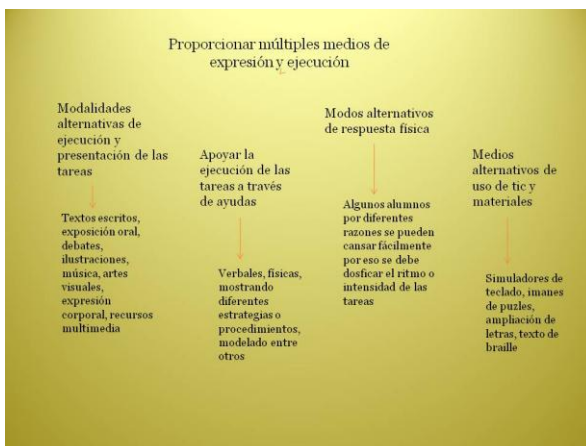 Proporcionar múltiples medios de
expresión y ejecución
Modalidades
alternativas de
ejecución y
presentación de las
tareas
Textos escritos,
exposición oral,
debates,
ilustraciones,
música, artes
visuales,
expresión
corporal, recursos
multimedia
Apoyar la
ejecución de las
tareas a través
de ayudas
Verbales, físicas,
mostrando
diferentes
estrategias o
procedimientos,
modelado entre
otros
Modos alternativos
de respuesta física
Algunos alumnos
por diferentes
razones se pueden
cansar fácilmente
por eso se debe
dosficar el ritmo o
intensidad de las
tareas
Medios
alternativos de
uso de tic y
materiales
Simuladores de
teclado, imanes
de puzles,
ampliación de
letras, texto de
braille